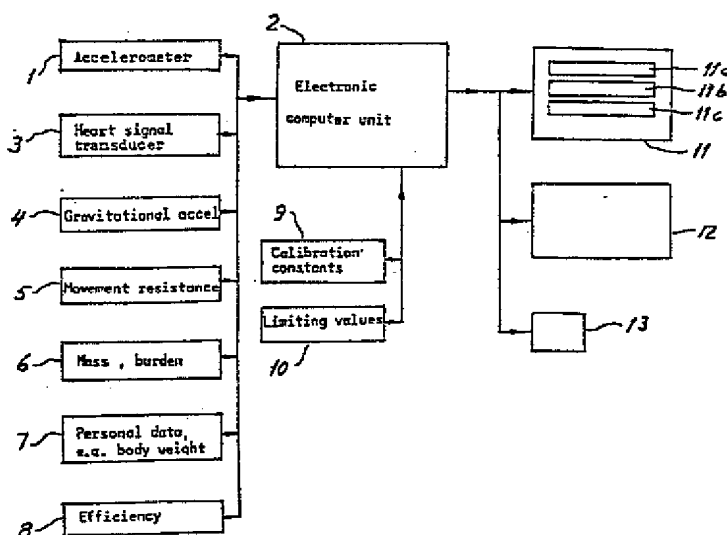 1
Accelerometer
2
Electronic
computer unit
11a
11b
11c
11
3
Heart signal
transducer
4
Gravitational accel
9
Calibration
constants
12
5
Movement resistance
Limiting values
10
13
6
Mass , burden
7
Personal data,
e.g. body weight
8
Efficiency